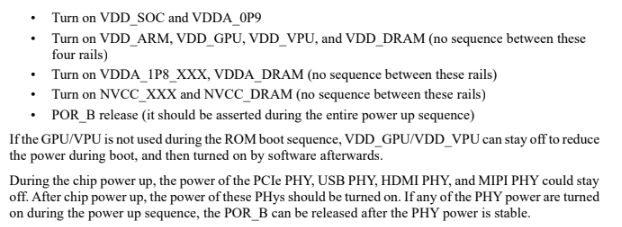 • Turn on VDD_SOC and VDDA_0P9
• Turn on VDD_ARM, VDD_GPU, VDD_VPU, and VDD_DRAM (no sequence between these
four rails)
• Turn on VDDA_1P8_XXX, VDDA_DRAM (no sequence between these rails)
• Turn on NVCC_XXX and NVCC_DRAM (no sequence between these rails)
• POR_B release (it should be asserted during the entire power up sequence)
If the GPU/VPU is not used during the ROM boot sequence, VDD_GPU/VDD_VPU can stay off to reduce
the power during boot, and then turned on by software afterwards.
During the chip power up, the power of the PCIe PHY, USB PHY, HDMI PHY, and MIPI PHY could stay
off. After chip power up, the power of these PHys should be turned on. If any of the PHY power are turned
on during the power up sequence, the POR_B can be released after the PHY power is stable.